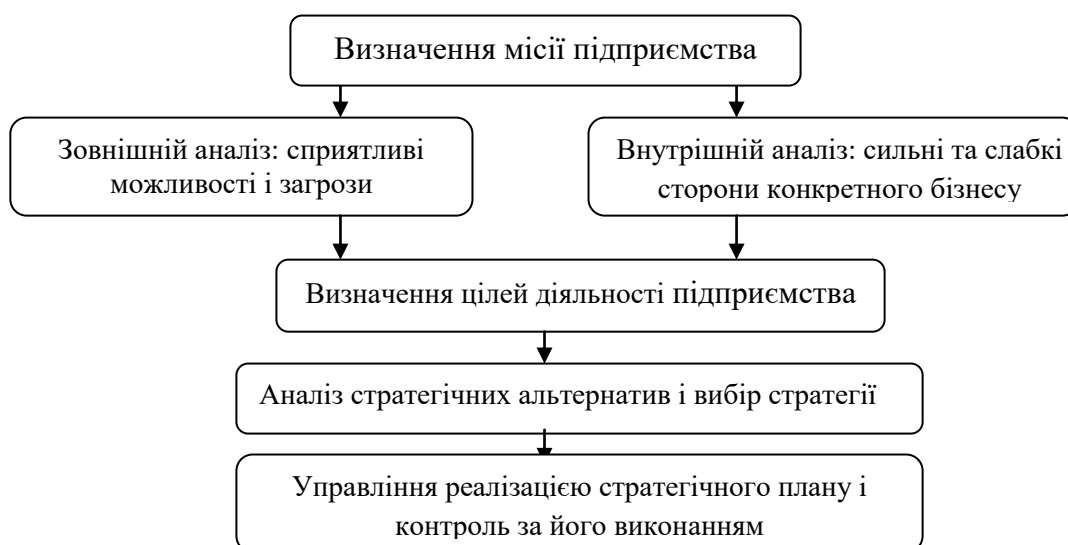 Визначення місії підприємства
Зовнішній аналіз: сприятливі
можливості і загрози
Внутрішній аналіз: сильні та слабкі
сторони конкретного бізнесу
Визначення цілей діяльності підприємства
Аналіз стратегічних альтернатив і вибір стратегії
Управління реалізацією стратегічного плану і
контроль за його виконанням